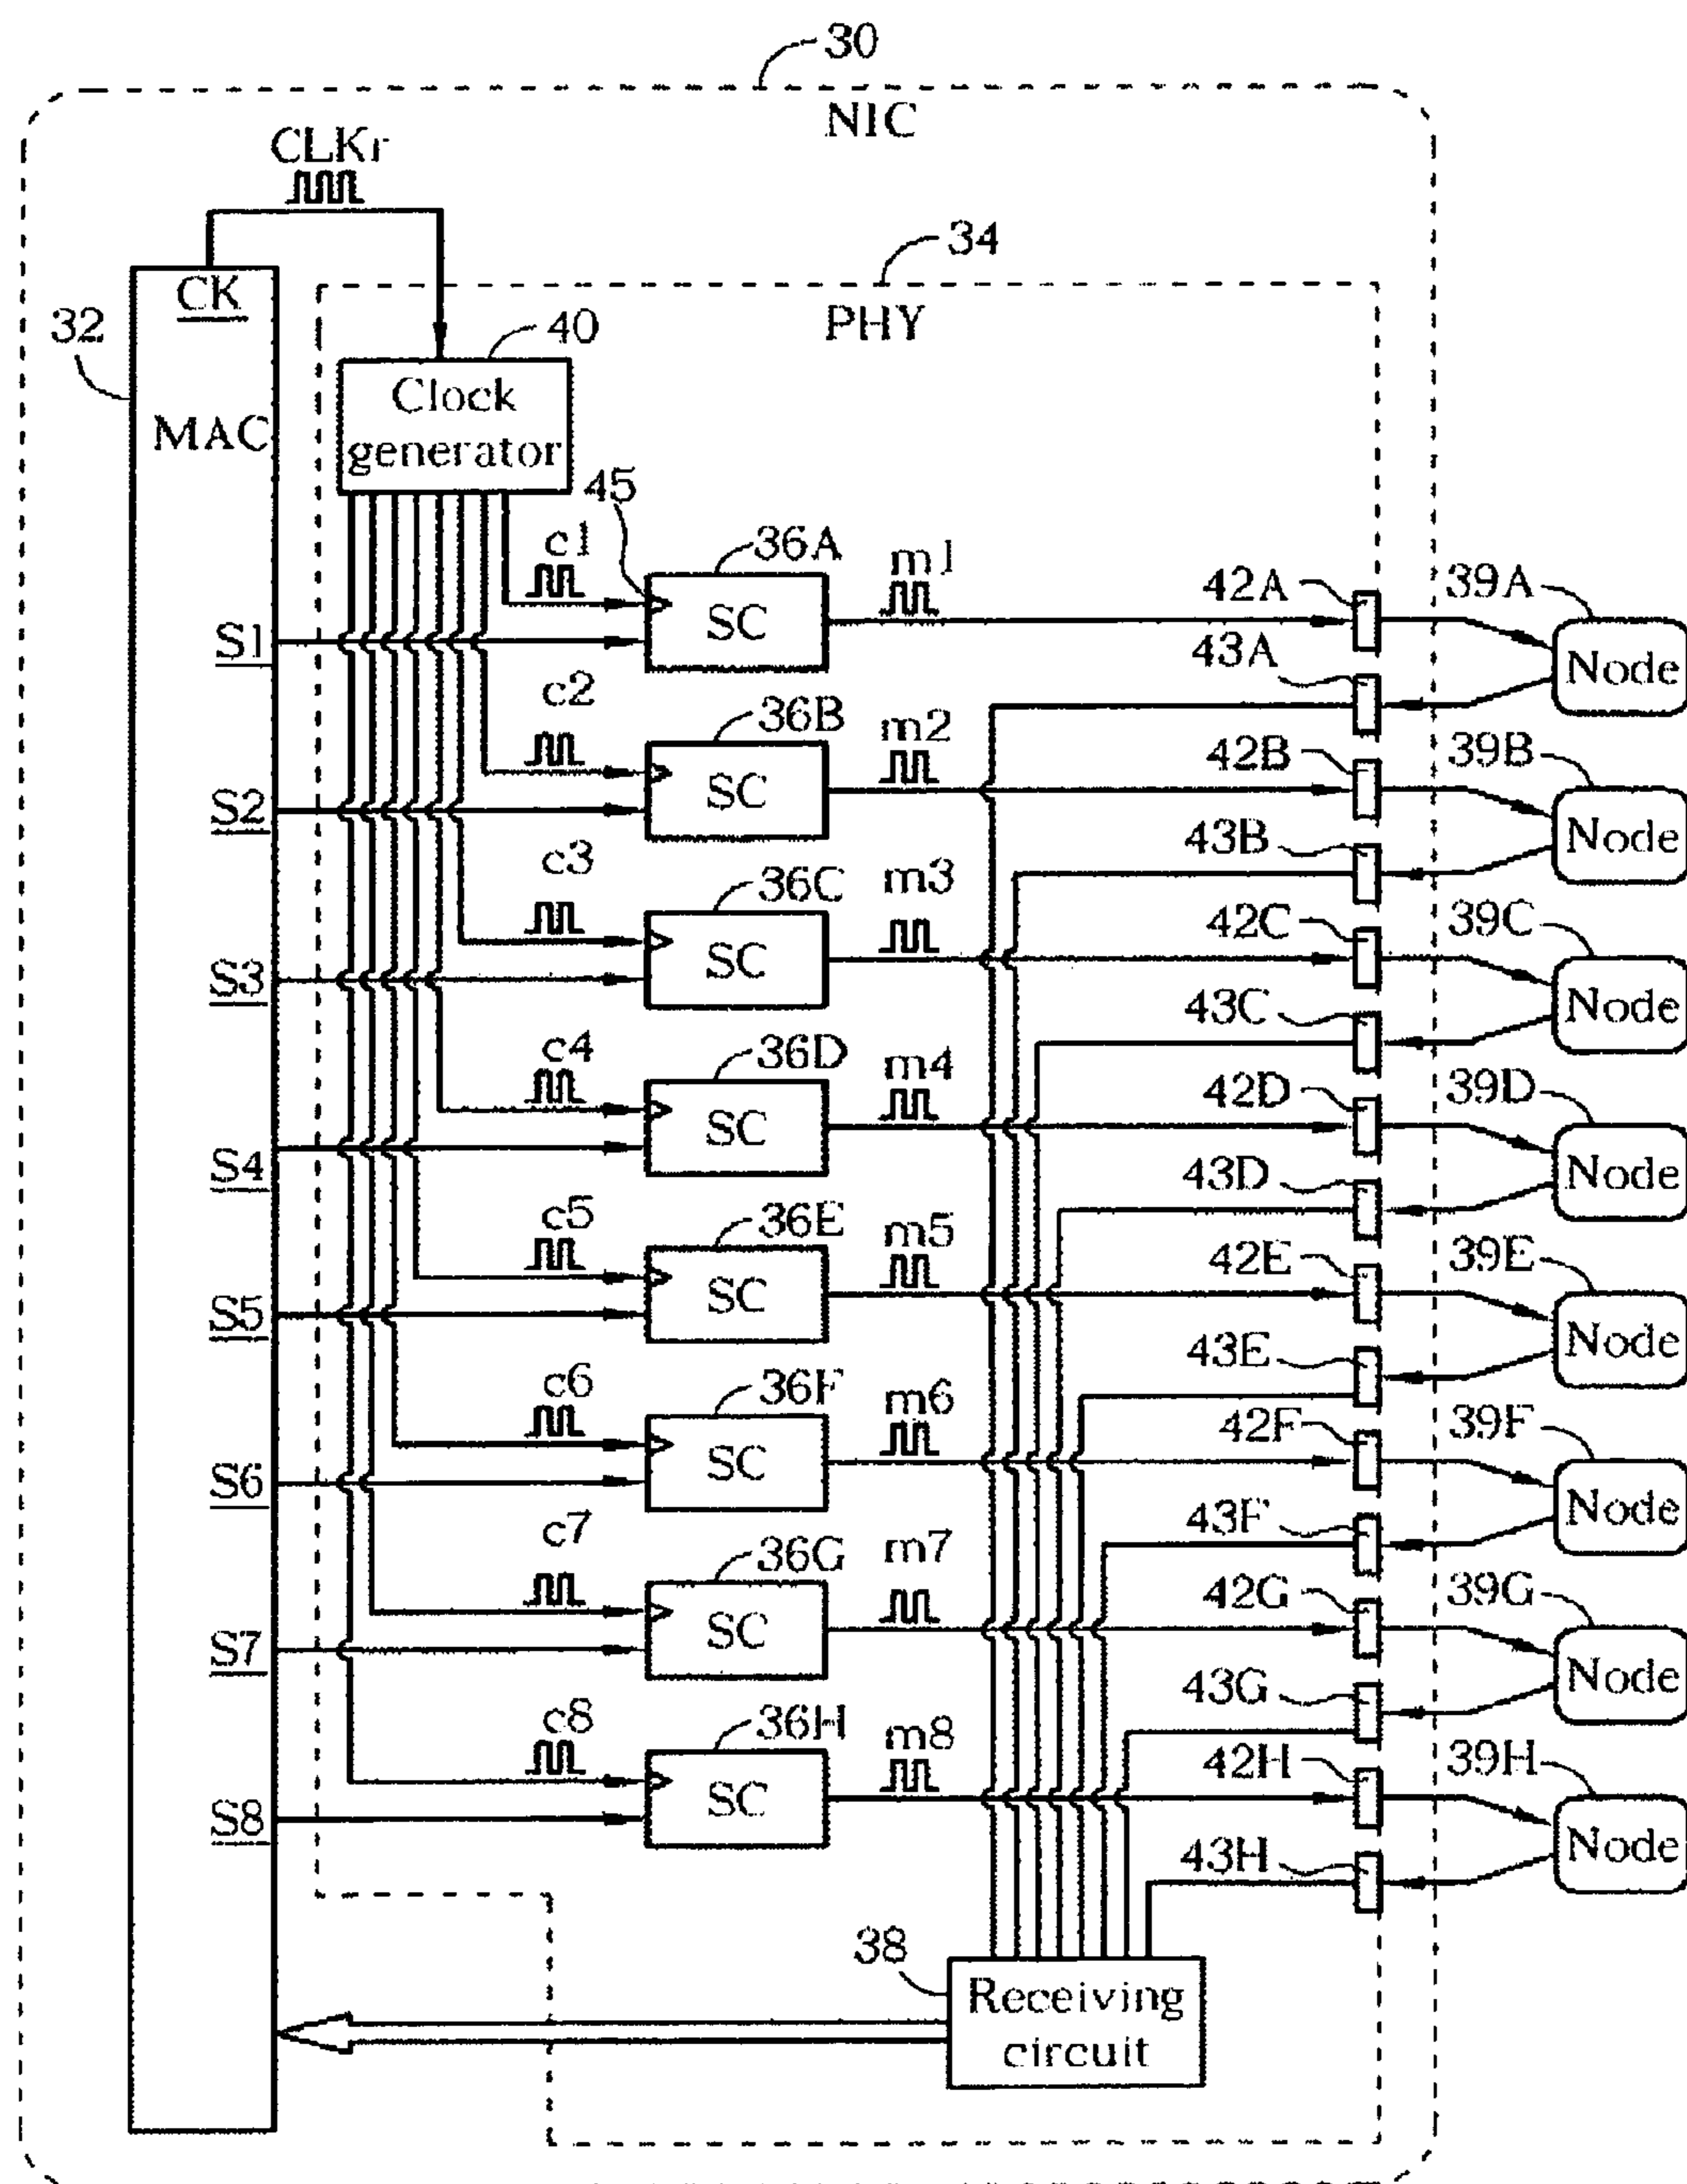 30
NIC
CLKr
34
CK
PHY
32
40
MAC
Clock
generator
45
c1
36A
m1
42A
39A
SC
S1
43A
Node
c2
36B
m2
42B
39B
SC
S2
43B
Node
c3
36C
m3
42C
39C
SC
S3
43C
Node
c4
36D
m4
42D
39D
SC
S4
43D
Node
c5
36E
m5
42E
39E
SC
S5
43E
Node
c6
36F
m6
42F
39F
SC
S6
43F
Node
c7
36G
m7
42G
39G
SC
S7
43G
Node
c8
36H
m8
42H
39H
SC
S8
43H
Node
38
Receiving
circuit